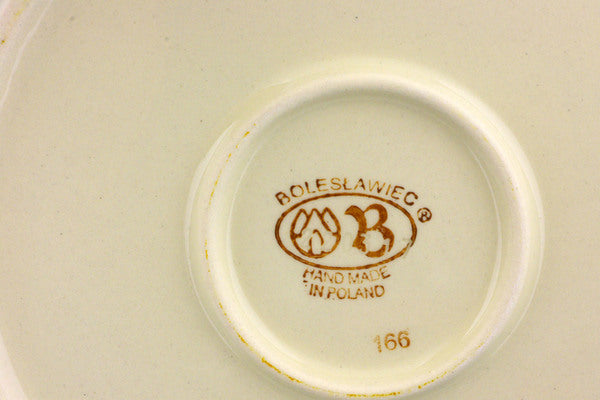 BOLESŁAWIEC ®
B
HAND MADE
IN POLAND
166